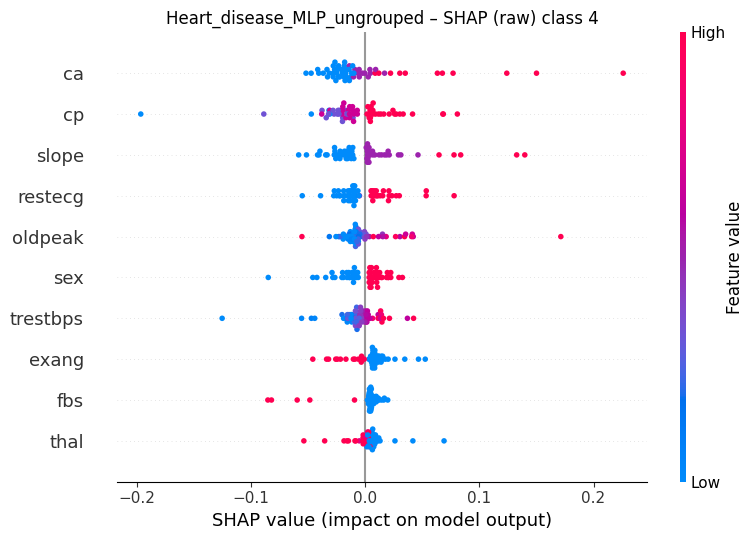 Heart_disease_MLP_ungrouped – SHAP (raw) class 4
High
ca
cp
slope
restecg
oldpeak
sex
trestbps
exang
fbs
thal
Feature value
Low
−0.2 −0.1 0.0 0.1 0.2
SHAP value (impact on model output)